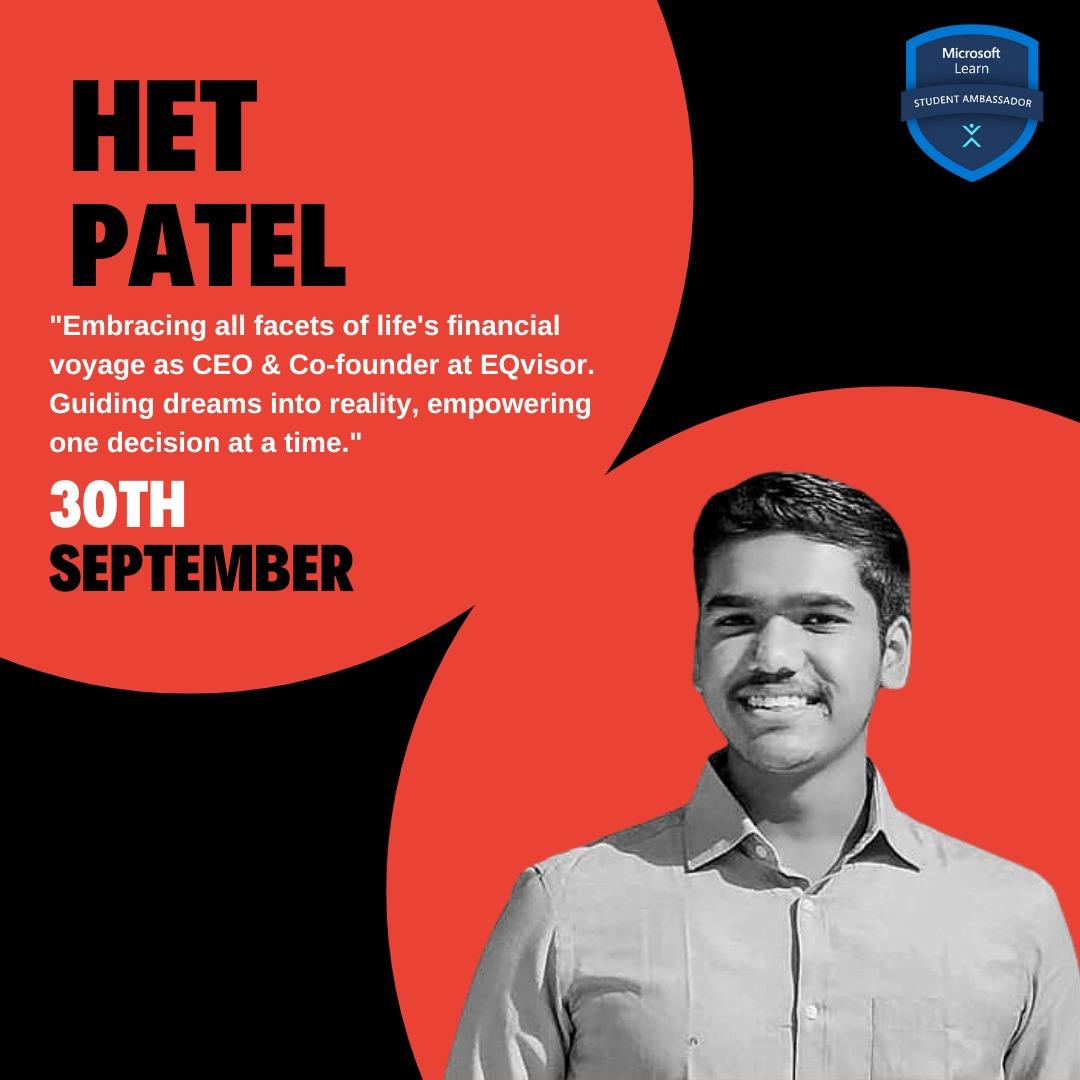 Microsoft
Learn
STUDENT AMBASSADOR
HET
PATEL
"Embracing all facets of life's financial
voyage as CEO & Co-founder at EQvisor.
Guiding dreams into reality, empowering
one decision at a time."
30TH
SEPTEMBER